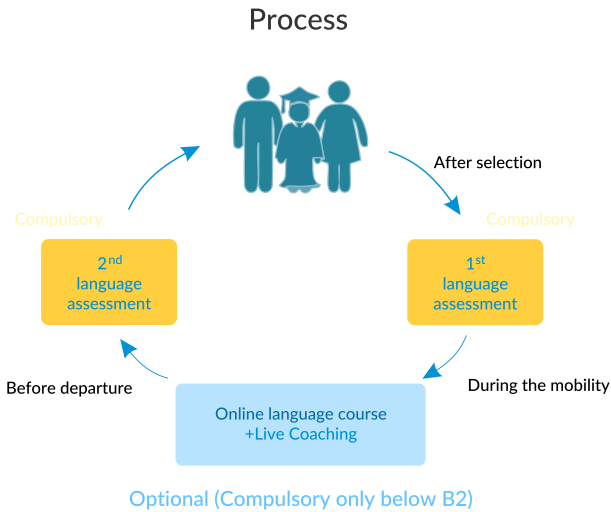 Process
After selection
Compulsory
Compulsory
2nd
language
assessment
1st
language
assessment
Before departure
During the mobility
Online language course
+Live Coaching
Optional (Compulsory only below B2)